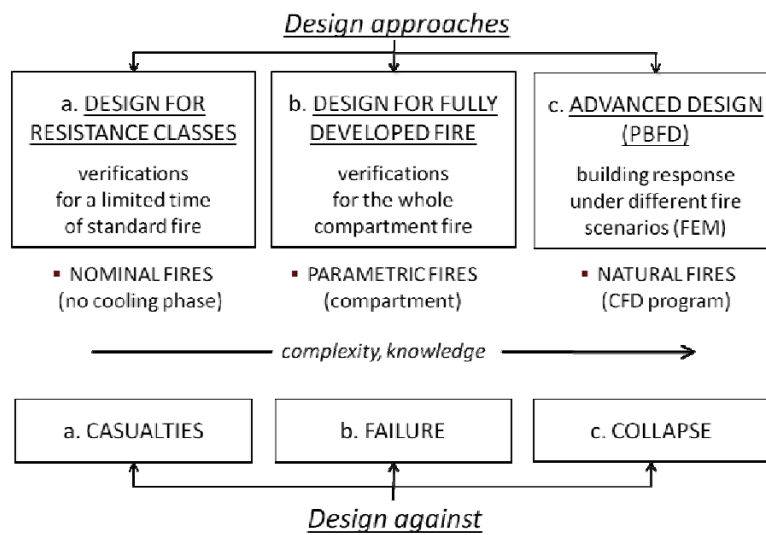 Design approaches
a. DESIGN FOR
RESISTANCE CLASSES
verifications
for a limited time
of standard fire
b. DESIGN FOR FULLY
DEVELOPED FIRE
verifications
for the whole
compartment fire
c. ADVANCED DESIGN
(PBFD)
building response
under different fire
scenarios (FEM)
▪ NOMINAL FIRES
(no cooling phase)
▪ PARAMETRIC FIRES
(compartment)
▪ NATURAL FIRES
(CFD program)
complexity, knowledge
a. CASUALTIES
b. FAILURE
c. COLLAPSE
Design against